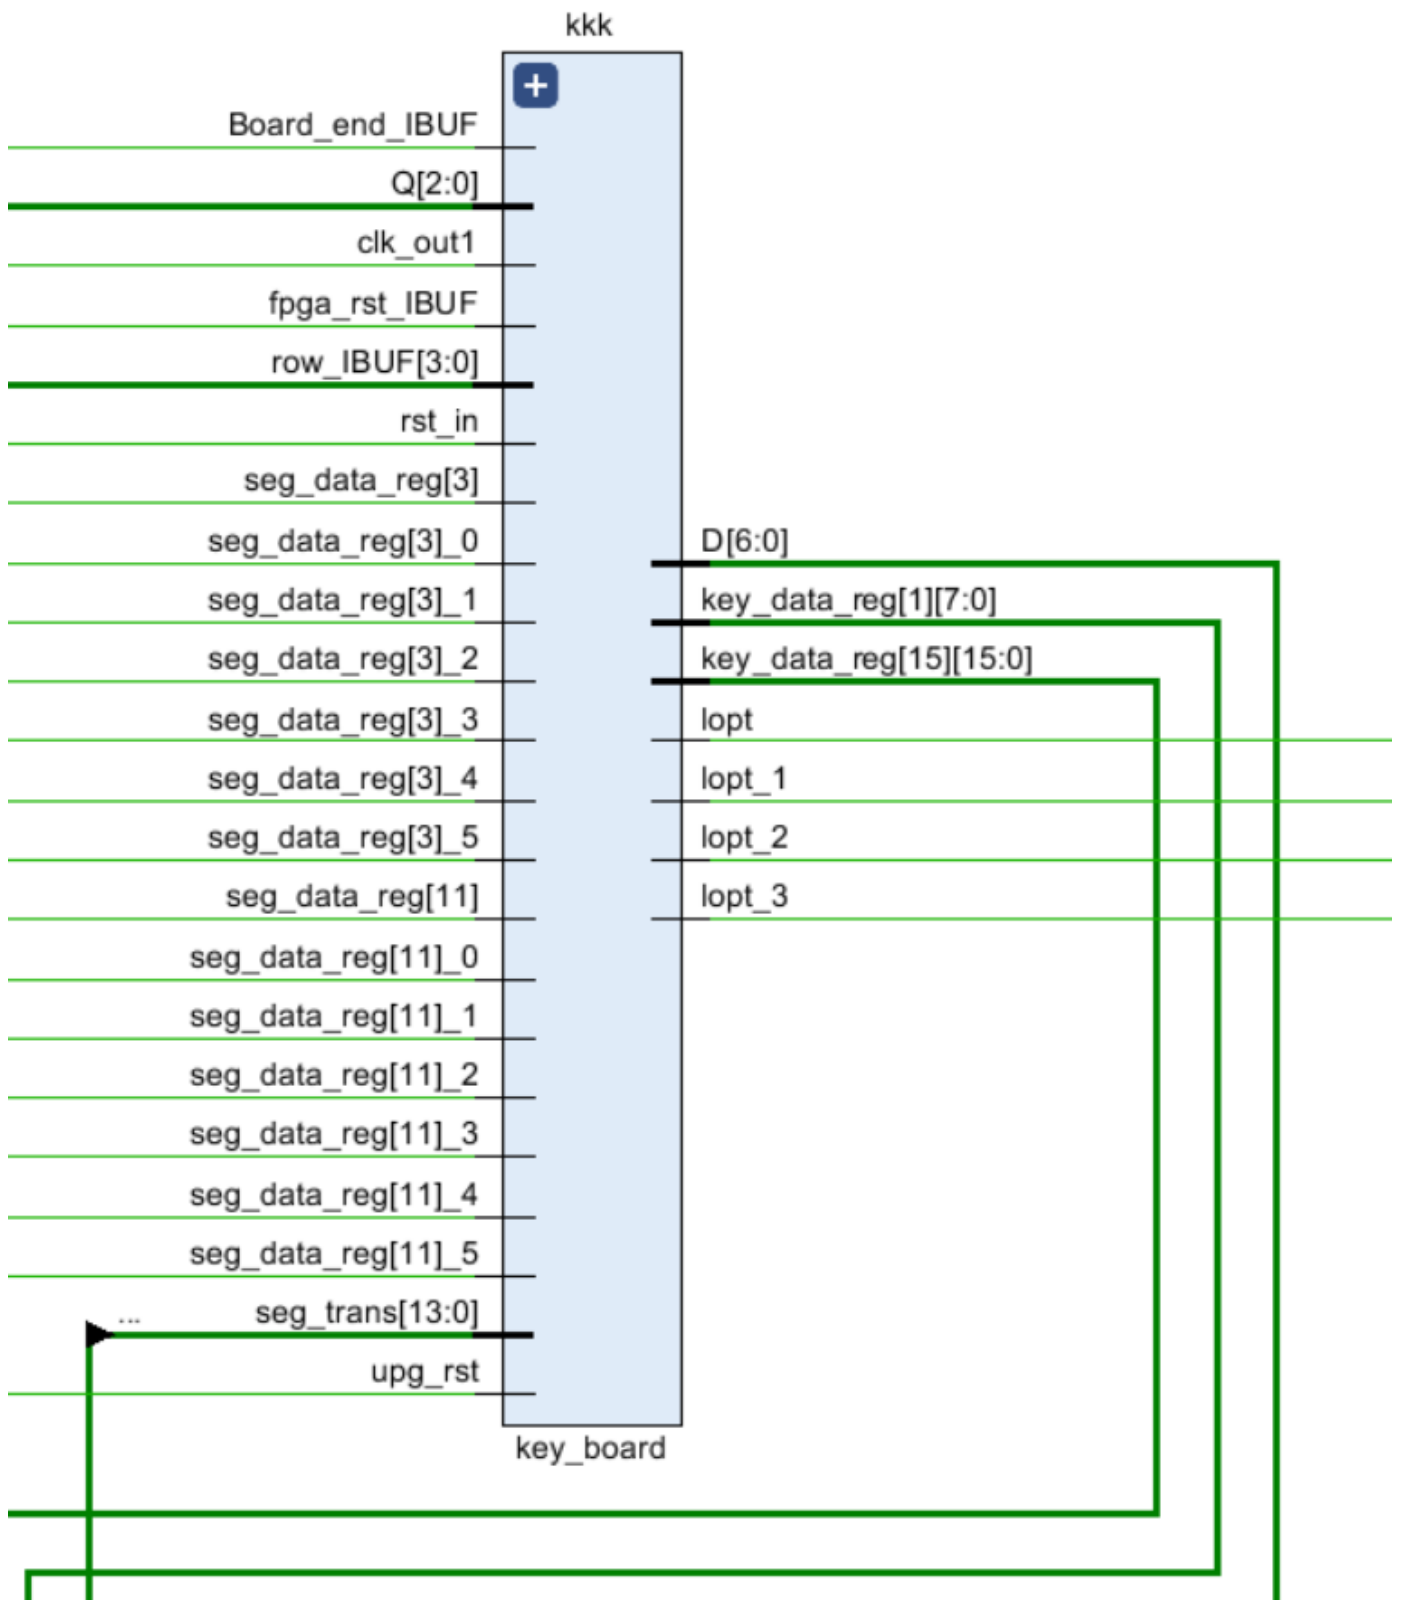 kkk
Board_end_IBUF
Q[2:0]
clk_out1
fpga_rst_IBUF
row_IBUF[3:0]
rst_in
seg_data_reg[3]
seg_data_reg[3]_0
D[6:0]
seg_data_reg[3]_1
key_data_reg[1][7:0]
seg_data_reg[3]_2
key_data_reg[15][15:0]
seg_data_reg[3]_3
lopt
seg_data_reg[3]_4
lopt_1
seg_data_reg[3]_5
lopt_2
seg_data_reg[11]
lopt_3
seg_data_reg[11]_0
seg_data_reg[11]_1
seg_data_reg[11]_2
seg_data_reg[11]_3
seg_data_reg[11]_4
seg_data_reg[11]_5
... seg_trans[13:0]
upg_rst
key_board